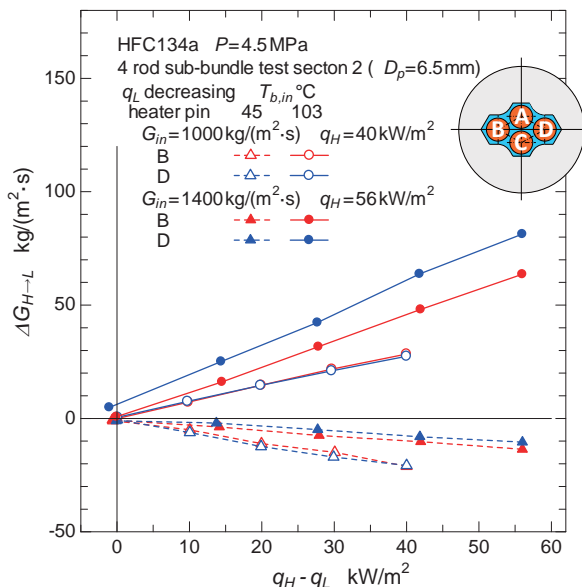 HFC134a P=4.5MPa
4 rod sub-bundle test secton 2 ( Dp=6.5mm)
qL decreasing Tb,in °C
heater pin 45 103
Gin=1000kg/(m²·s) qH=40kW/m²
B
D
Gin=1400kg/(m²·s) qH=56kW/m²
B
D
A
B D
C
150
100
50
0
-50
ΔGH→L kg/(m²·s)
0 10 20 30 40 50 60
qH - qL kW/m²